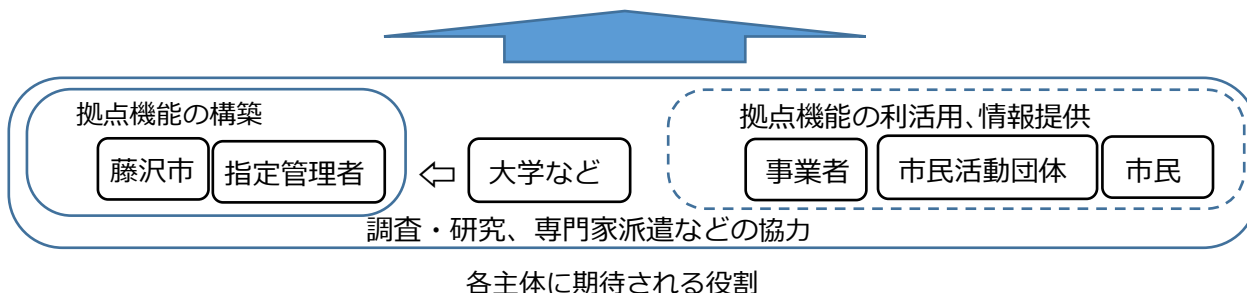 拠点機能の構築
藤沢市
指定管理者
大学など
拠点機能の利活用、情報提供
事業者
市民活動団体
市民
調査・研究、専門家派遣などの協力
各主体に期待される役割